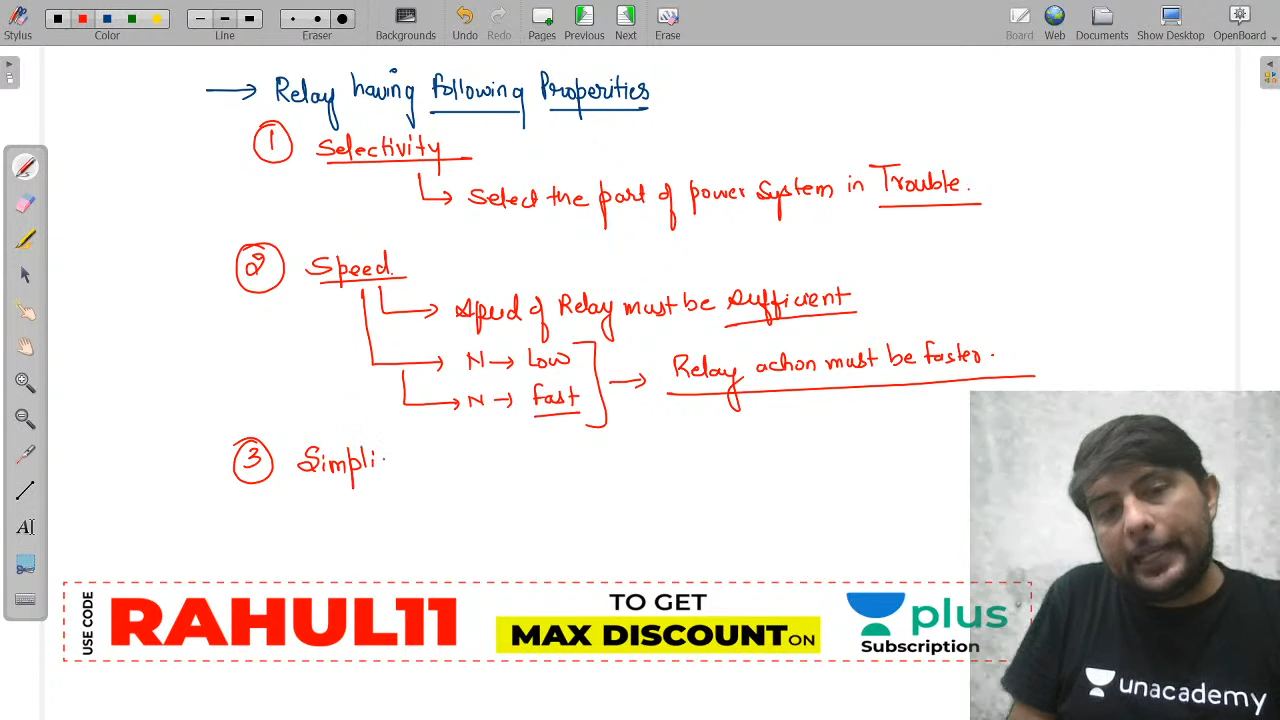 Stylus
Color
Line
Eraser
Backgrounds
Undo
Redo
Pages
Previous
Next
Erase
Board
Web
Documents
Show Desktop
OpenBoard
→ Relay having following Properities
① Selectivity
Select the part of power System in Trouble.
② Speed.
Speed of Relay must be sufficient
N → Low
Relay action must be faster.
N → fast
③ Simpli
USE CODE
RAHUL11
TO GET
MAX DISCOUNT ON
plus
Subscription
unacademy